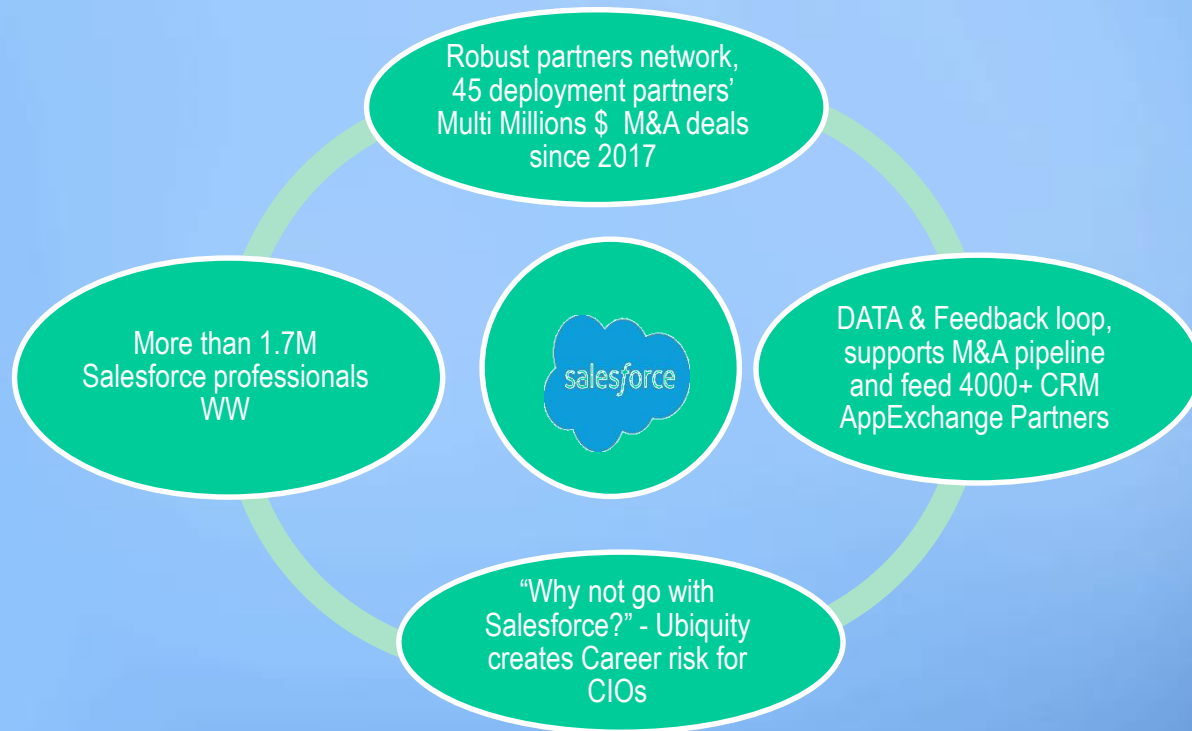 Robust partners network,
45 deployment partners’
Multi Millions $ M&A deals
since 2017
More than 1.7M
Salesforce professionals
WW
salesforce
DATA & Feedback loop,
supports M&A pipeline
and feed 4000+ CRM
AppExchange Partners
“Why not go with
Salesforce?” - Ubiquity
creates Career risk for
CIOs